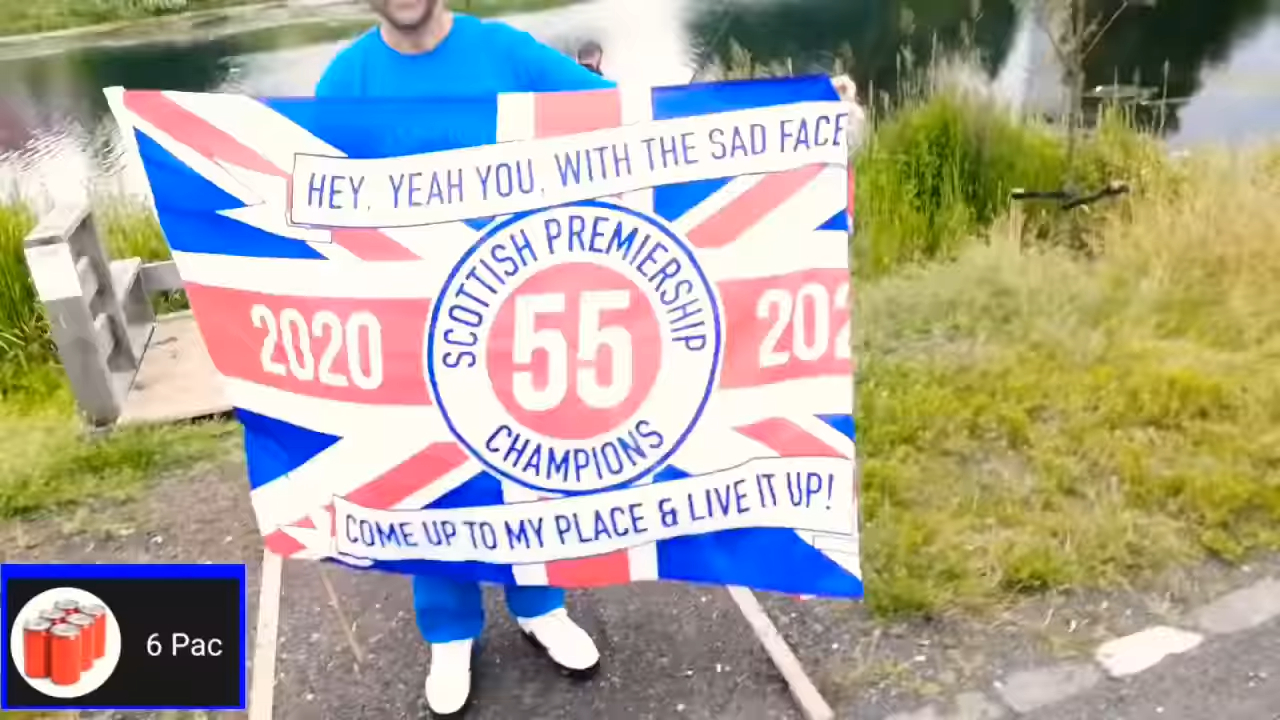 HEY, YEAH YOU, WITH THE SAD FACE
SCOTTISH PREMIERSHIP
2020
55
202
CHAMPIONS
COME UP TO MY PLACE & LIVE IT UP!
6 Pac